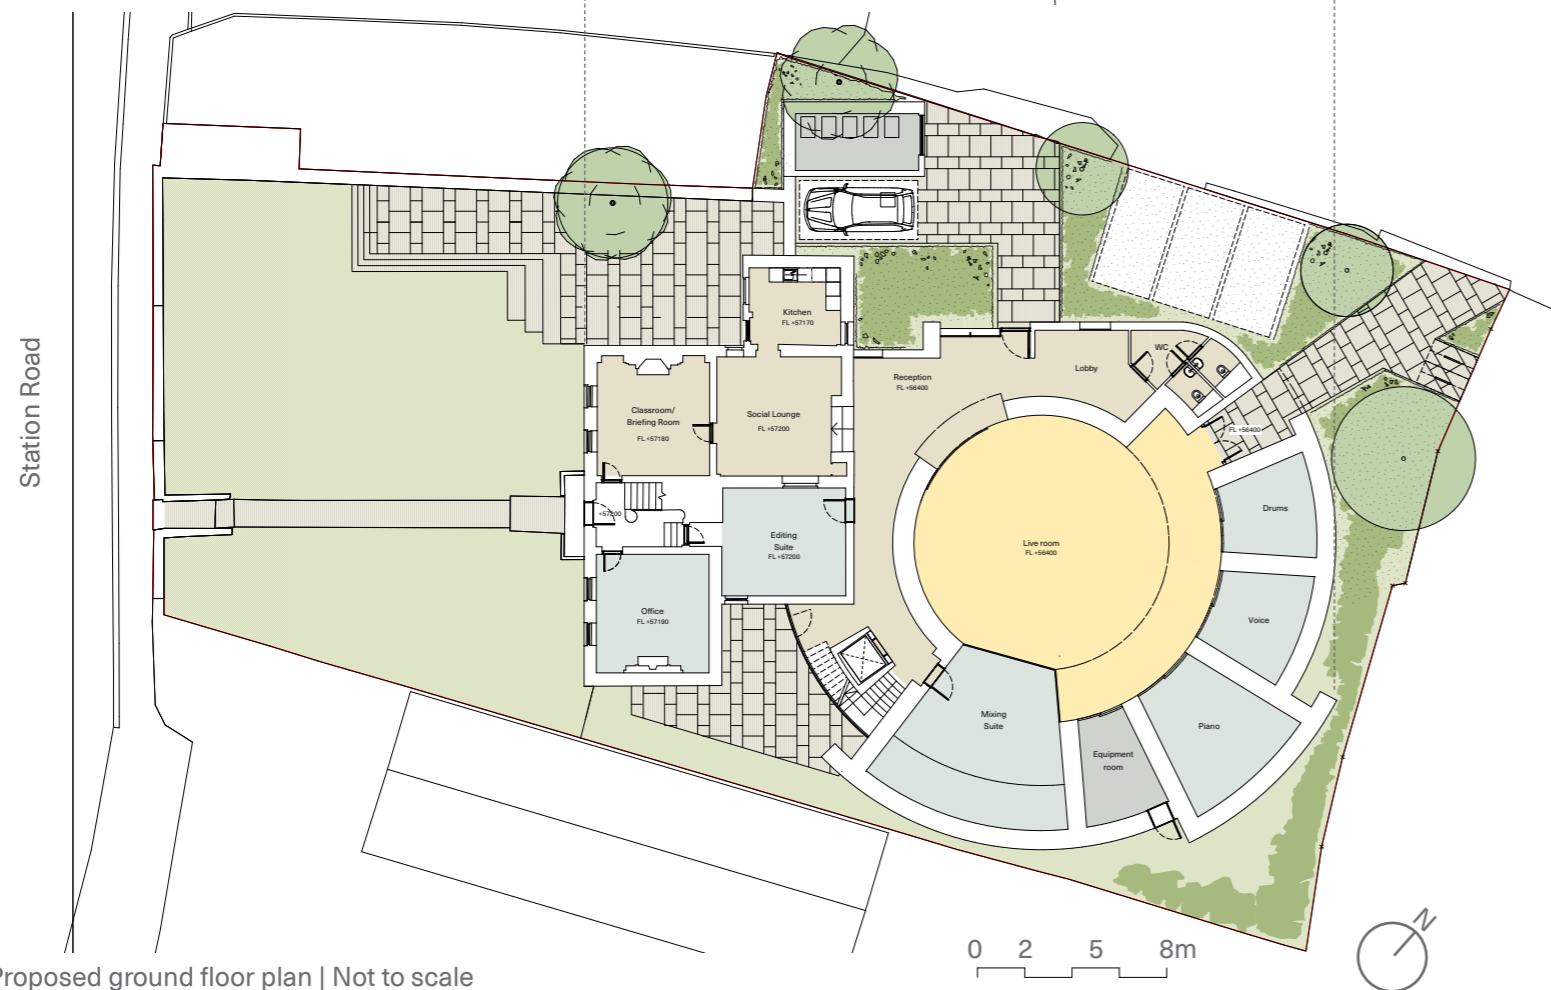 Station Road
Kitchen
FL +57170
WC
Reception
FL +56400
Lobby
Classroom/
Briefing Room
FL +57180
Social Lounge
FL +57200
FL +56400
+57200
Drums
Editing
Suite
FL +57200
Live room
FL +56400
Office
FL +57190
Voice
Mixing
Suite
Piano
Equipment
room
N
0 2 5 8m
Proposed ground floor plan | Not to scale